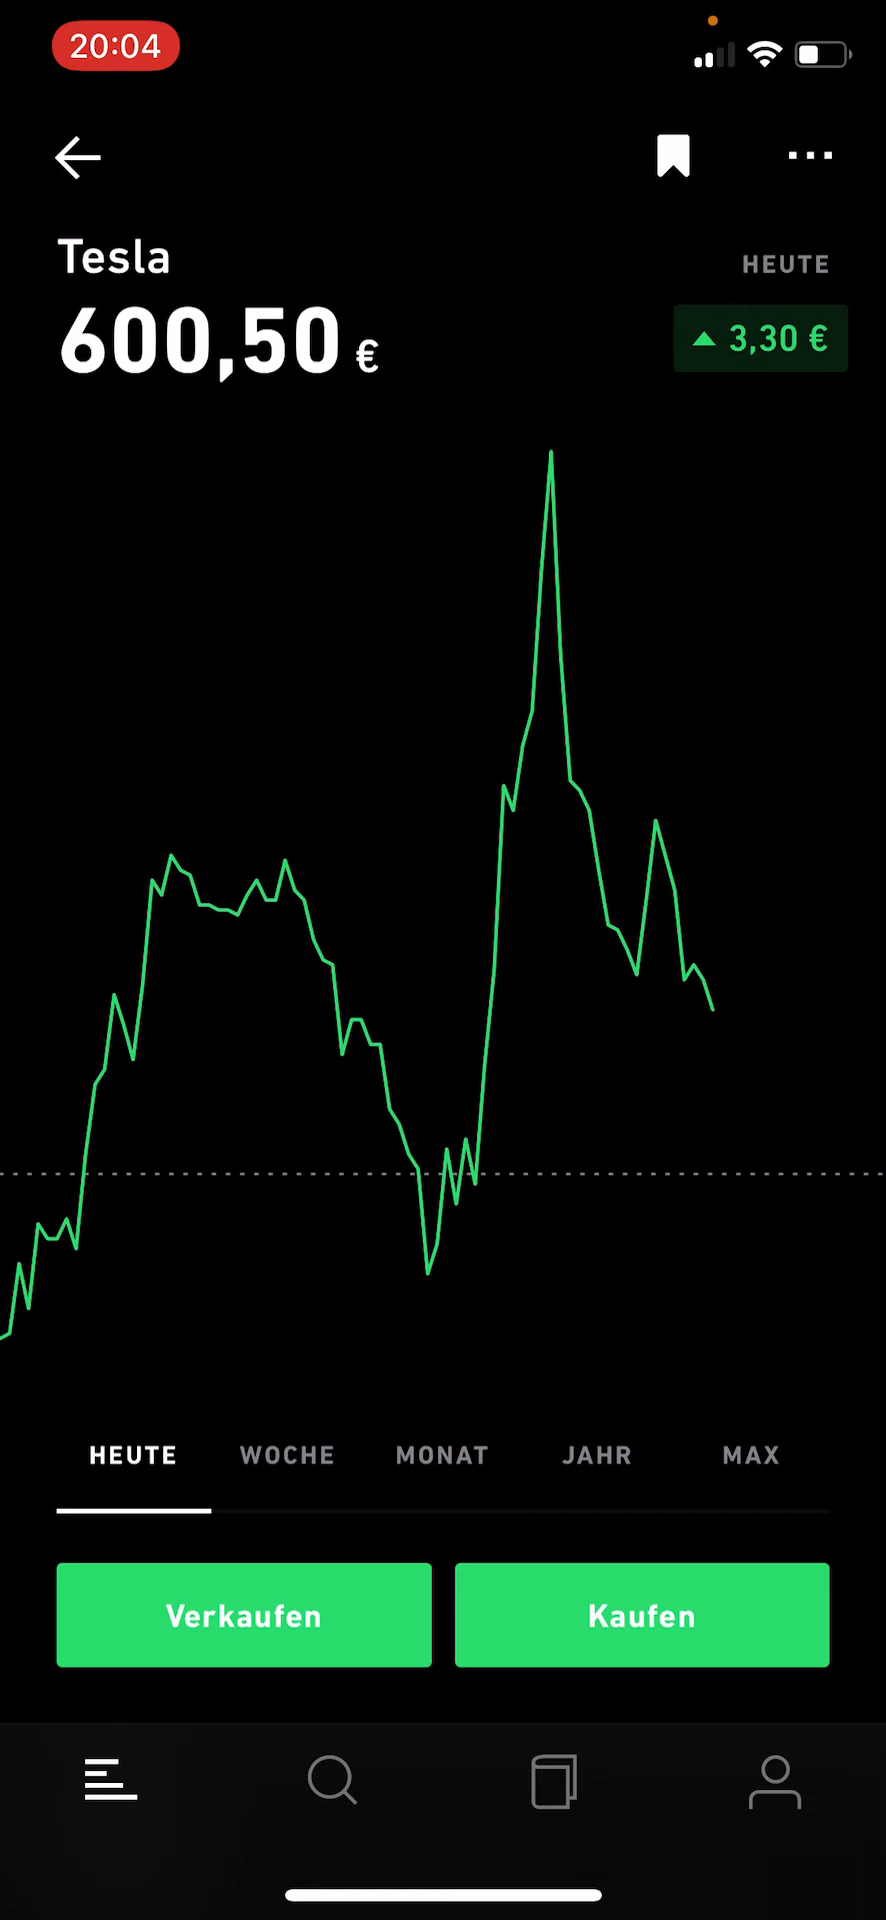 20:04
Tesla
HEUTE
600,50 €
3,30 €
HEUTE WOCHE MONAT JAHR MAX
Verkaufen Kaufen